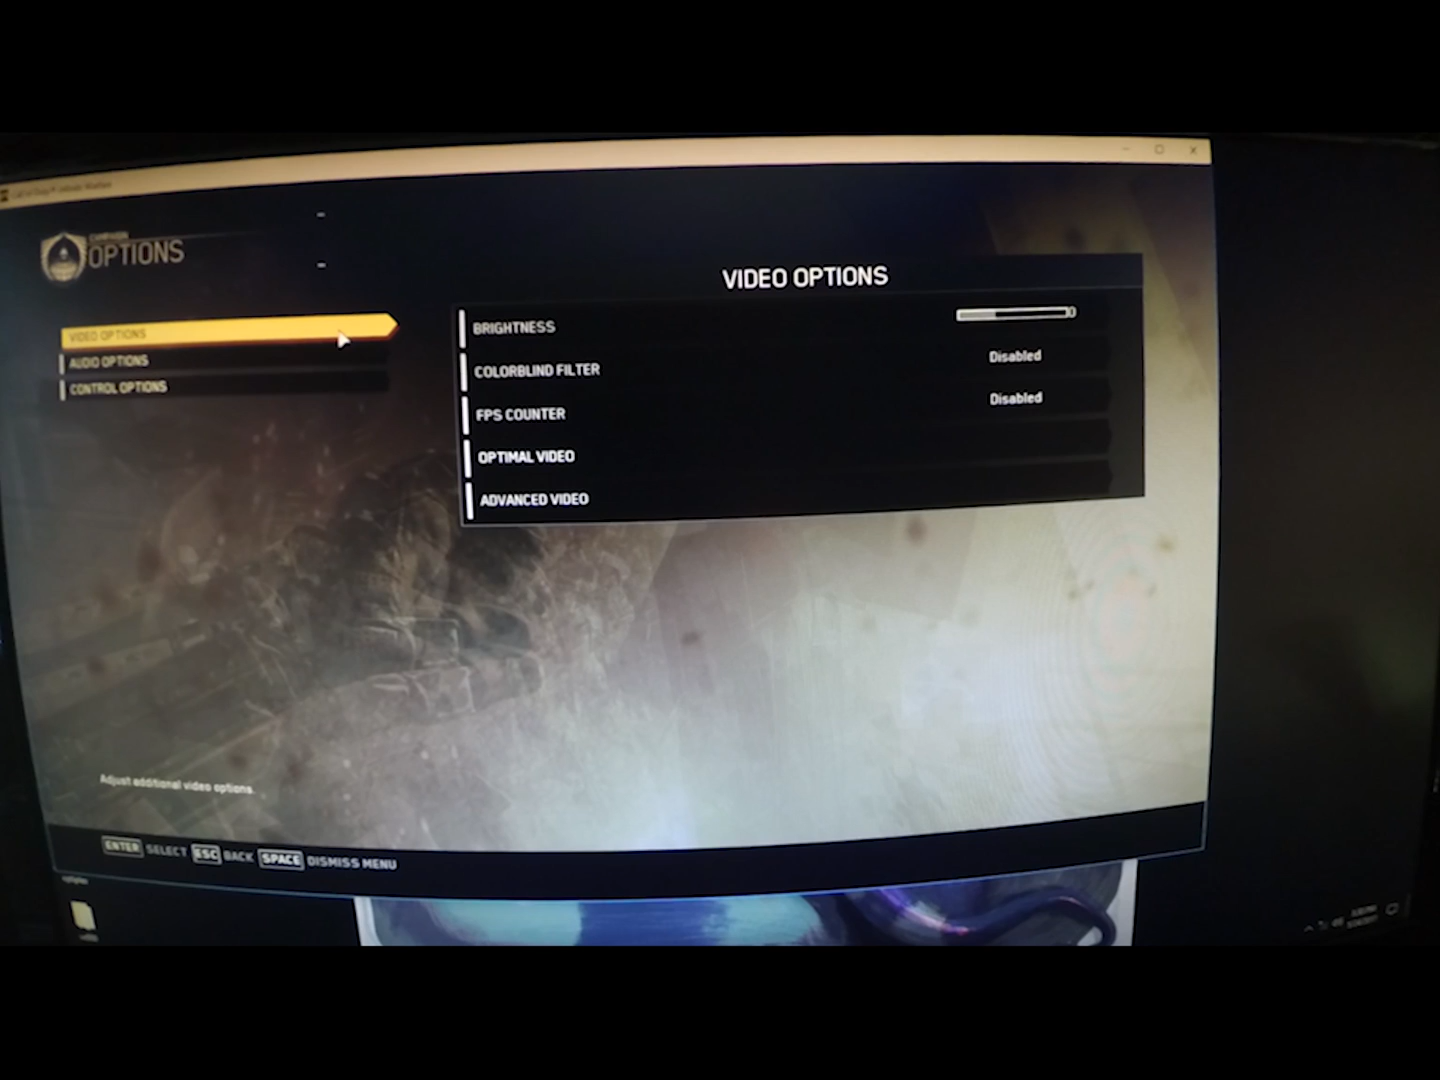 CAMPAIGN
OPTIONS
VIDEO OPTIONS
AUDIO OPTIONS
CONTROL OPTIONS
VIDEO OPTIONS
BRIGHTNESS
COLORBLIND FILTER Disabled
FPS COUNTER Disabled
OPTIMAL VIDEO
ADVANCED VIDEO
Adjust additional video options.
ENTER SELECT ESC BACK SPACE DISMISS MENU